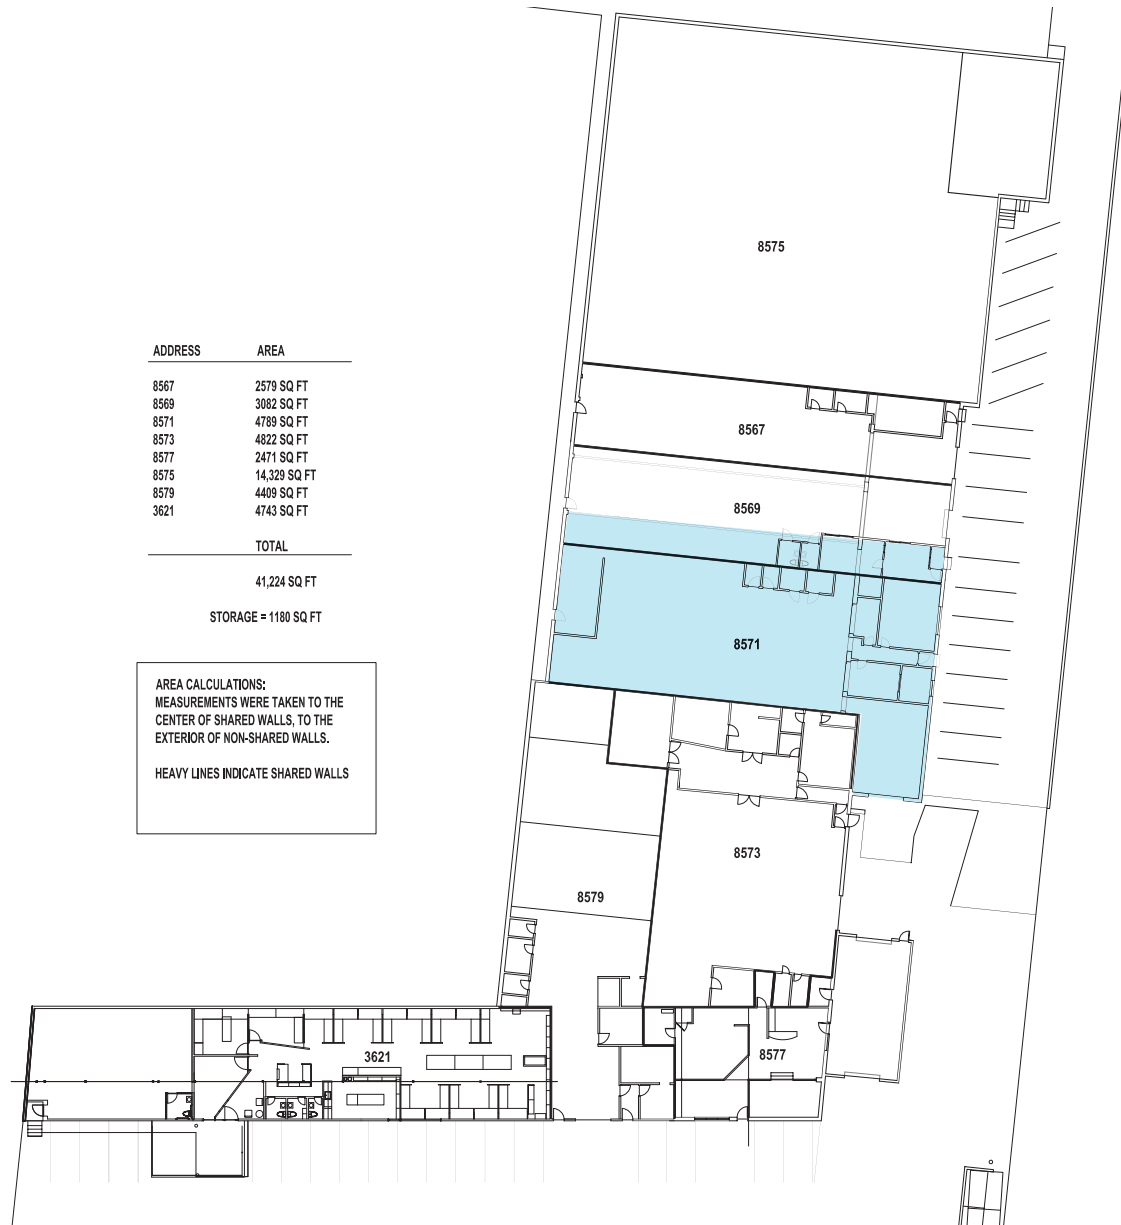 8575
ADDRESS AREA
8567 2579 SQ FT
8569 3082 SQ FT
8571 4789 SQ FT
8573 4822 SQ FT
8577 2471 SQ FT
8575 14,329 SQ FT
8579 4409 SQ FT
3621 4743 SQ FT
TOTAL
41,224 SQ FT
STORAGE = 1180 SQ FT
AREA CALCULATIONS:
MEASUREMENTS WERE TAKEN TO THE
CENTER OF SHARED WALLS, TO THE
EXTERIOR OF NON-SHARED WALLS.
HEAVY LINES INDICATE SHARED WALLS
8567
8569
8571
8573
8579
3621
8577